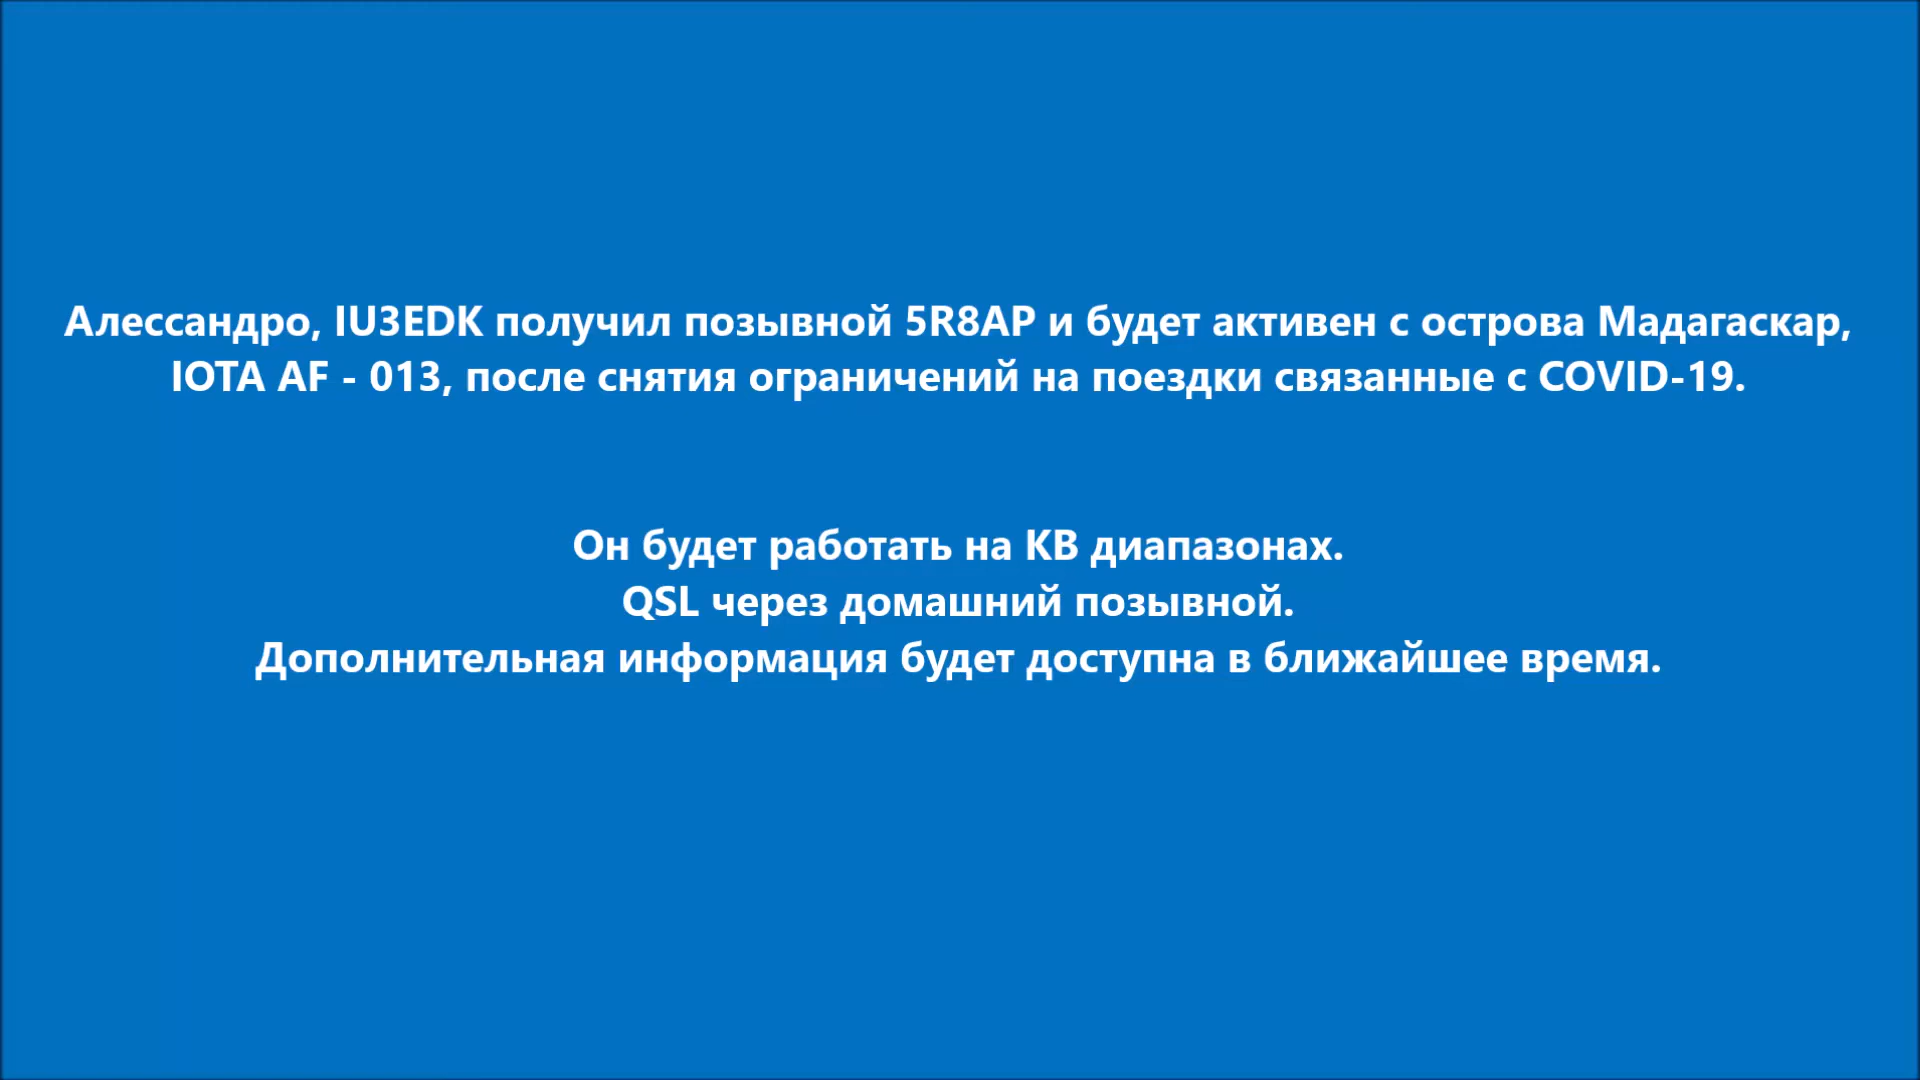 Алессандро, IU3EDK получил позывной 5R8AP и будет активен с острова Мадагаскар,
IOTA AF - 013, после снятия ограничений на поездки связанные с COVID-19.
Он будет работать на КВ диапазонах.
QSL через домашний позывной.
Дополнительная информация будет доступна в ближайшее время.